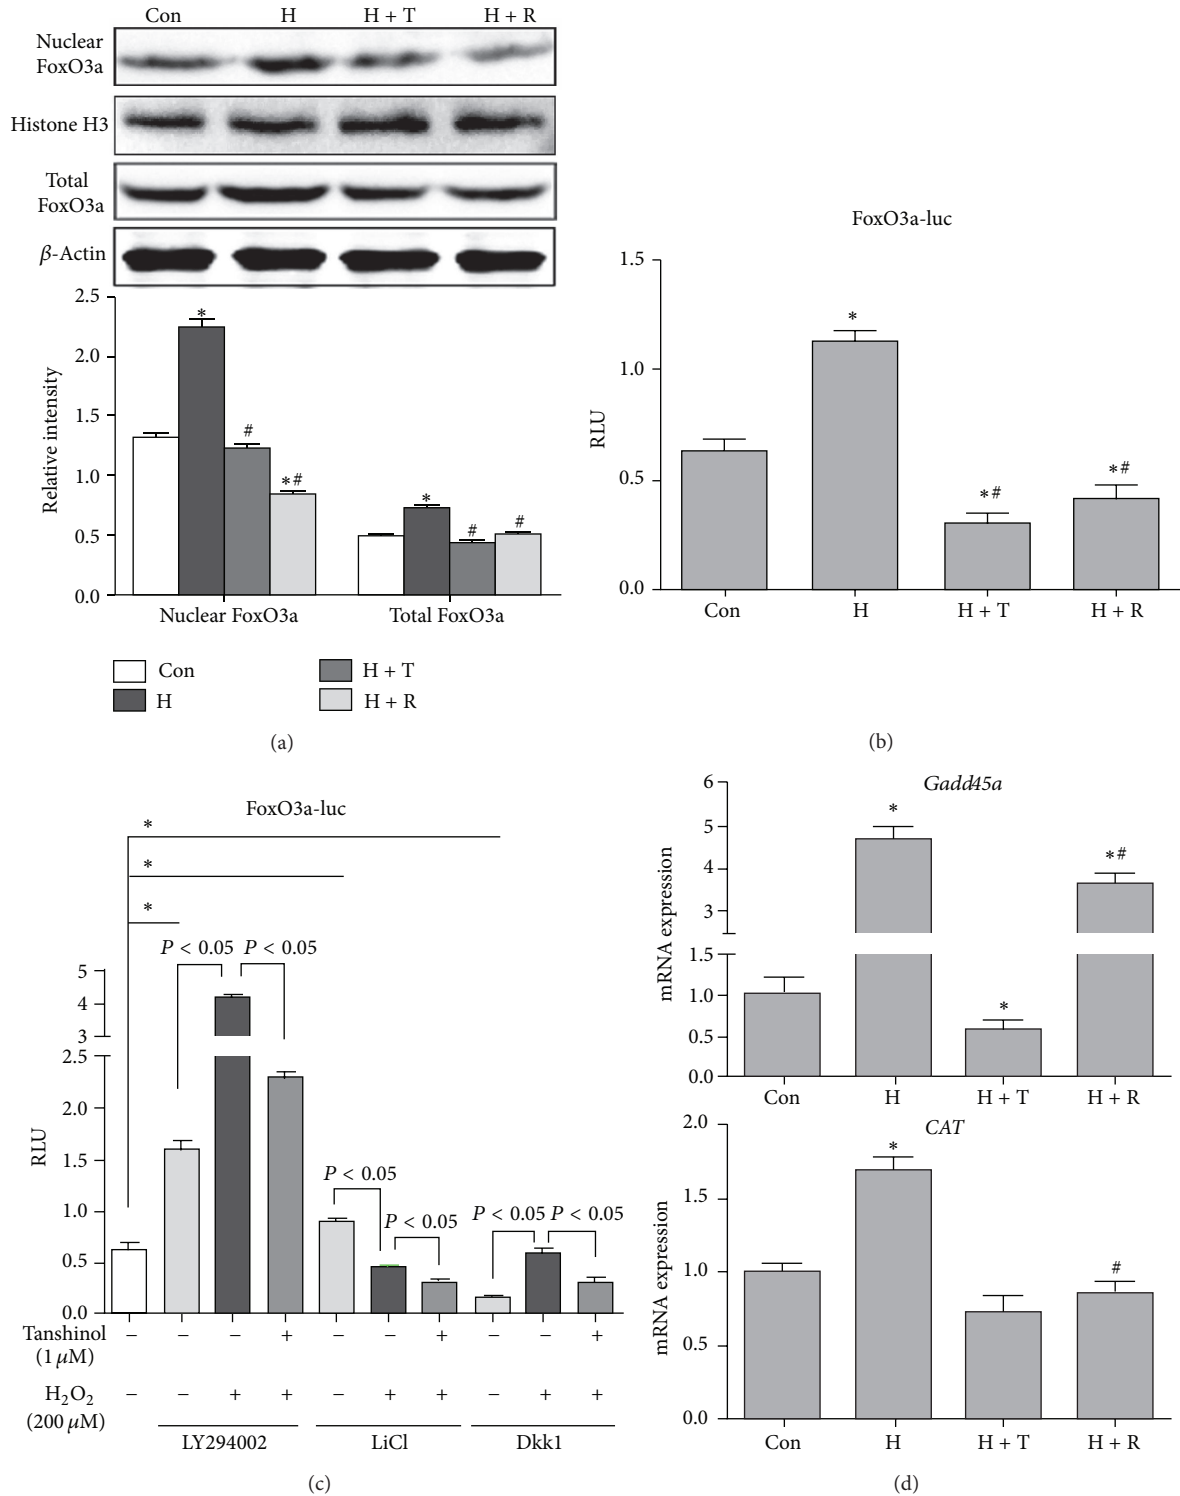 Con H H + T H + R
Nuclear
FoxO3a
Histone H3
Total
FoxO3a
β-Actin
2.5
2.0
1.5
1.0
0.5
0.0
Relative intensity
*
#
*#
*
#
#
Nuclear FoxO3a Total FoxO3a
Con H + T
H H + R
(a)
FoxO3a-luc
1.5
1.0
0.5
0.0
RLU
*
*#
*#
Con H H + T H + R
(b)
FoxO3a-luc
*
*
*
P < 0.05 P < 0.05
5
4
3
2.5
2.0
1.5
1.0
0.5
0.0
RLU
P < 0.05
P < 0.05
P < 0.05 P < 0.05
Tanshinol − − − + − − + − − +
(1 μM)
H2O2 − − + + − + + − + +
(200 μM)
LY294002 LiCl Dkk1
(c)
Gadd45a
6
5
4
3
1.5
1.0
0.5
0.0
mRNA expression
*
*
*#
Con H H + T H + R
CAT
2.0
1.5
1.0
0.5
0.0
mRNA expression
*
#
Con H H + T H + R
(d)